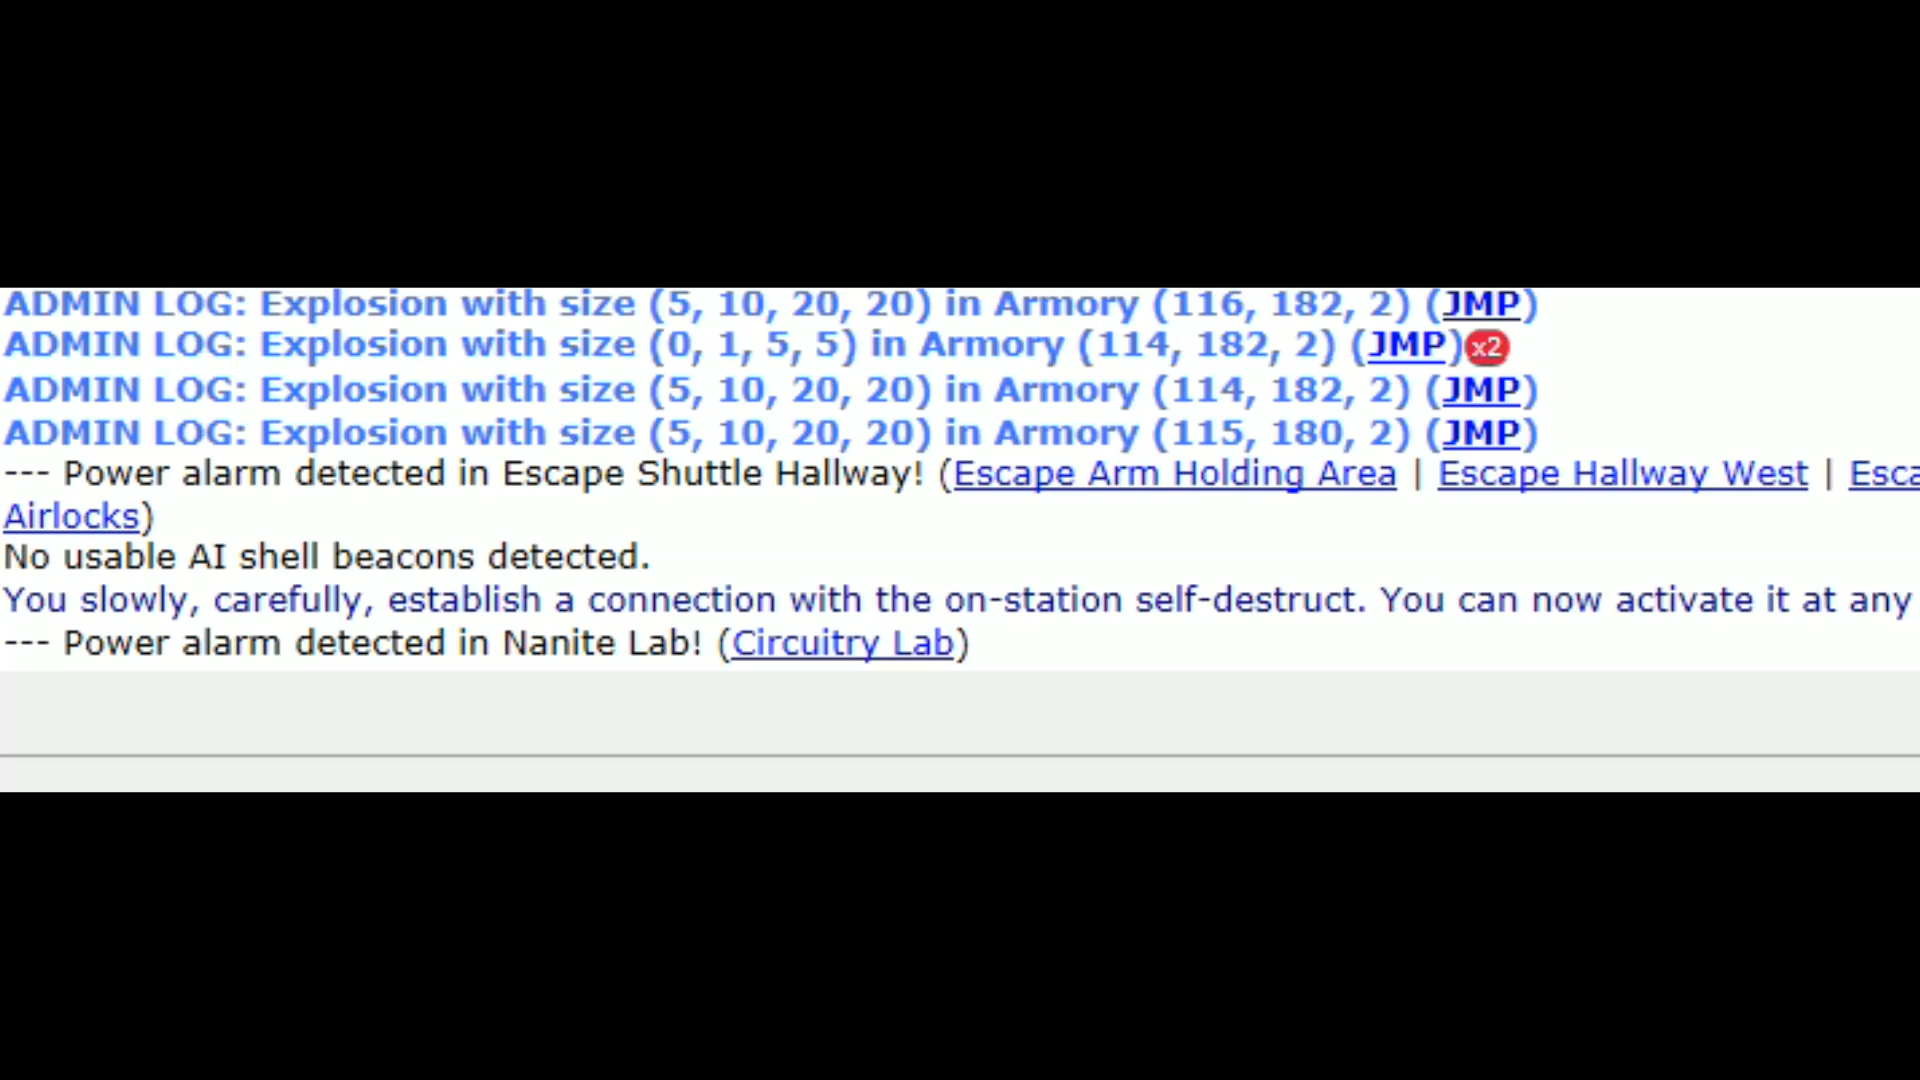 ADMIN LOG: Explosion with size (5, 10, 20, 20) in Armory (116, 182, 2) (JMP)
ADMIN LOG: Explosion with size (0, 1, 5, 5) in Armory (114, 182, 2) (JMP) x2
ADMIN LOG: Explosion with size (5, 10, 20, 20) in Armory (114, 182, 2) (JMP)
ADMIN LOG: Explosion with size (5, 10, 20, 20) in Armory (115, 180, 2) (JMP)
--- Power alarm detected in Escape Shuttle Hallway! (Escape Arm Holding Area | Escape Hallway West |
Airlocks)
No usable AI shell beacons detected.
You slowly, carefully, establish a connection with the on-station self-destruct. You can now activate it at any
--- Power alarm detected in Nanite Lab! (Circuitry Lab)